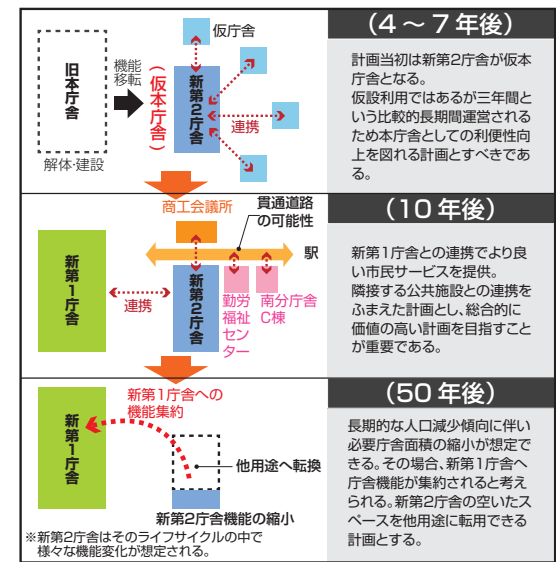 仮庁舎
旧本庁舎
機能
移転
(仮本庁舎)
新第2庁舎
連携
解体・建設
(4~7年後)
計画当初は新第2庁舎が仮本
庁舎となる。
仮設利用ではあるが三年間と
いう比較的長期間運営される
ため本庁舎としての利便性向
上を図れる計画とすべきであ
る。
商工会議所
貫通道路
の可能性
駅
新第1庁舎
連携
新第2庁舎
勤労
福祉
セン
ター
南分庁舎
C棟
(10年後)
新第1庁舎との連携でより良
い市民サービスを提供。
隣接する公共施設との連携を
ふまえた計画とし、総合的に
価値の高い計画を目指すこと
が重要である。
新第1庁舎への
機能集約
新第1庁舎
他用途へ転換
新第2庁舎機能の縮小
※新第2庁舎はそのライフサイクルの中で
様々な機能変化が想定される。
(50年後)
長期的な人口減少傾向に伴い
必要庁舎面積の縮小が想定で
きる。その場合、新第1庁舎へ
庁舎機能が集約されると考え
られる。新第2庁舎の空いたス
ペースを他用途に転用できる
計画とする。